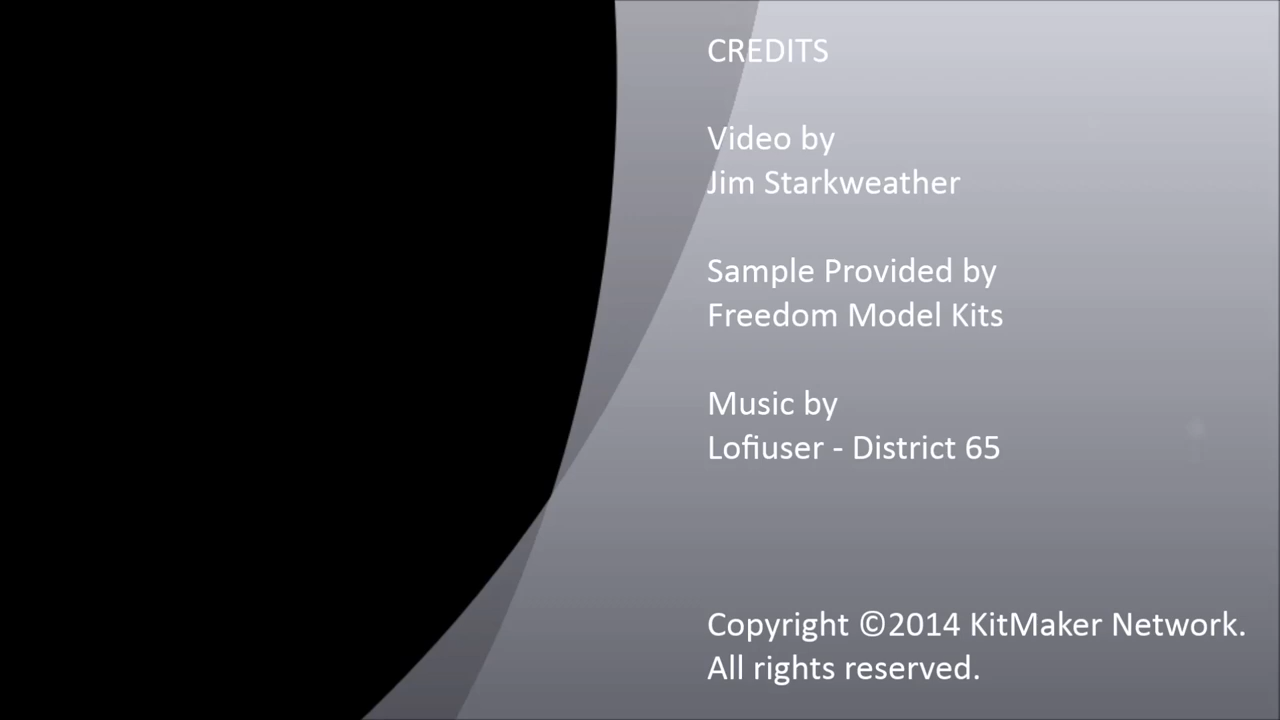 CREDITS
Video by
Jim Starkweather
Sample Provided by
Freedom Model Kits
Music by
Lofiuser - District 65
Copyright ©2014 KitMaker Network.
All rights reserved.